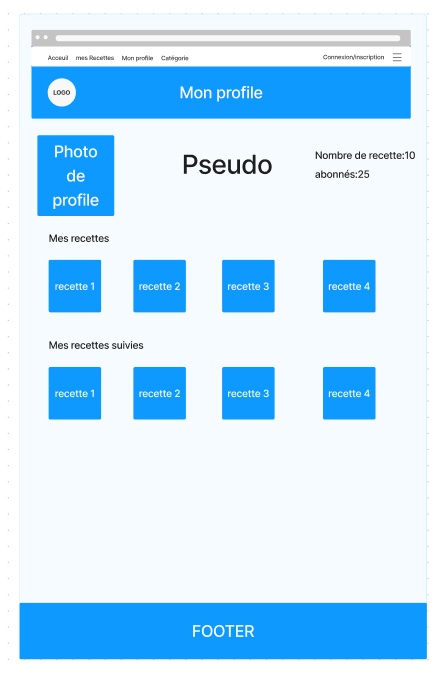 Acceuil mes Recettes Mon profile Catégorie Connexion/inscription
LOGO
Mon profile
Photo
de
profile
Pseudo
Nombre de recette:10
abonnés:25
Mes recettes
recette 1 recette 2 recette 3 recette 4
Mes recettes suivies
recette 1 recette 2 recette 3 recette 4
FOOTER